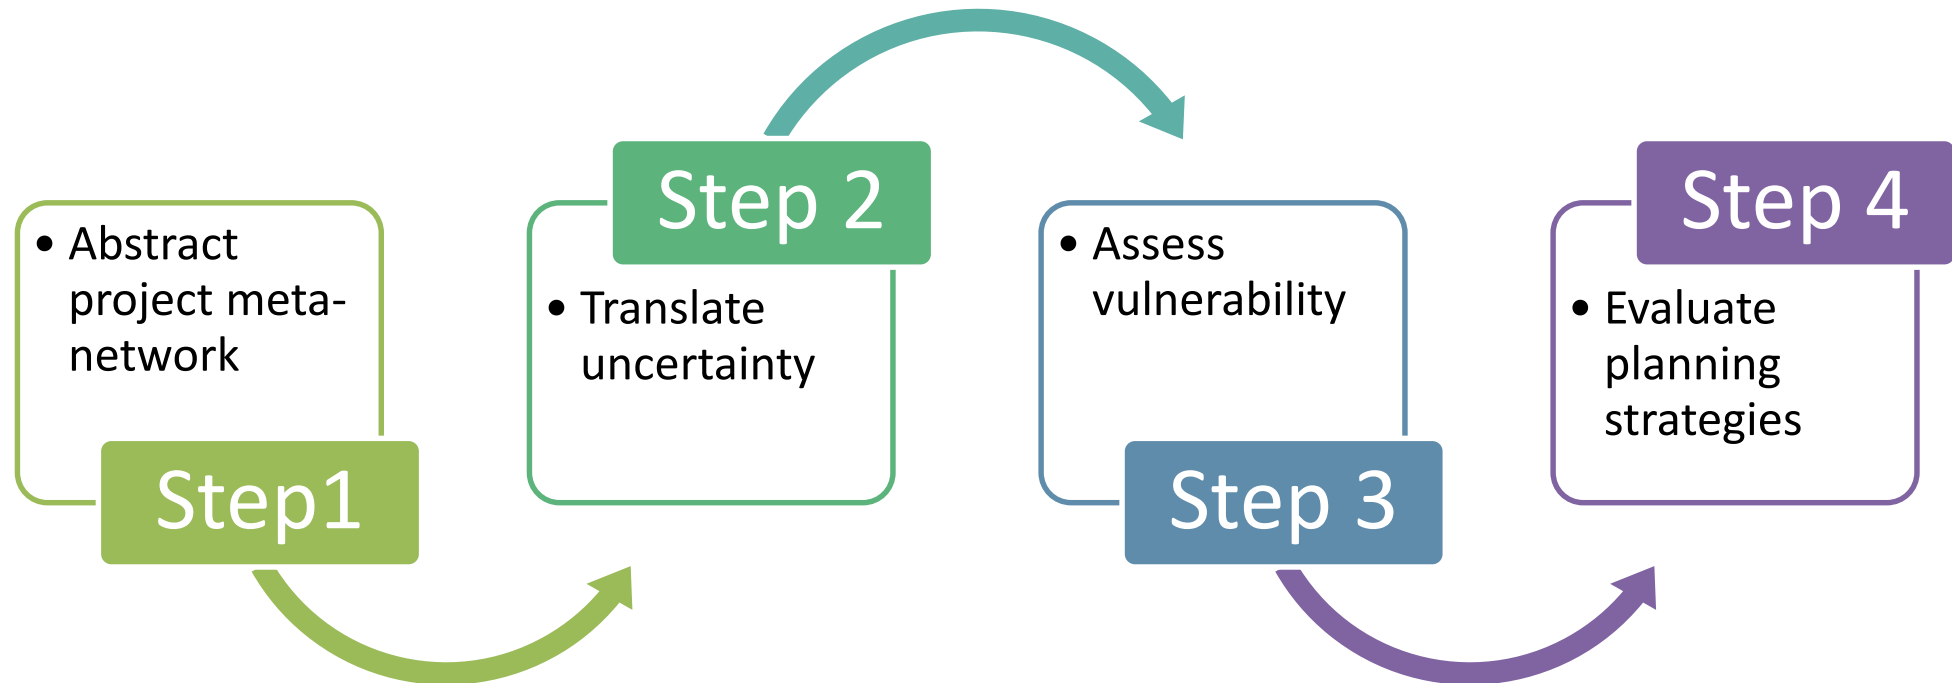 • Abstract
project meta-
network
Step1
Step 2
• Translate
uncertainty
• Assess
vulnerability
Step 3
Step 4
• Evaluate
planning
strategies